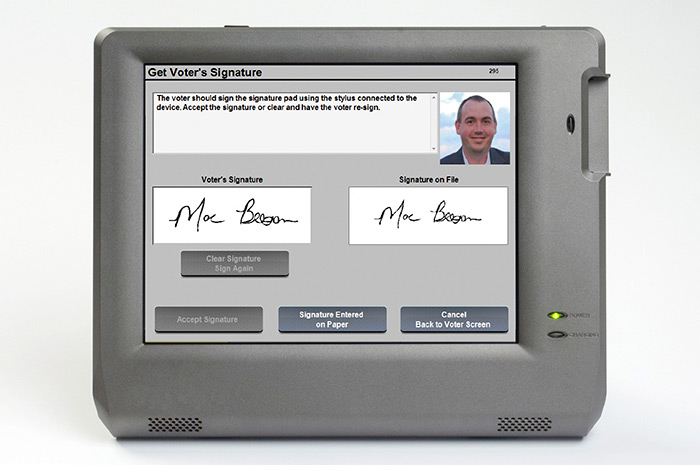 Get Voter's Signature
295
The voter should sign the signature pad using the stylus connected to the
device. Accept the signature or clear and have the voter re-sign.
Voter's Signature
Signature on File
Clear Signature
Sign Again
Accept Signature
Signature Entered
on Paper
Cancel
Back to Voter Screen